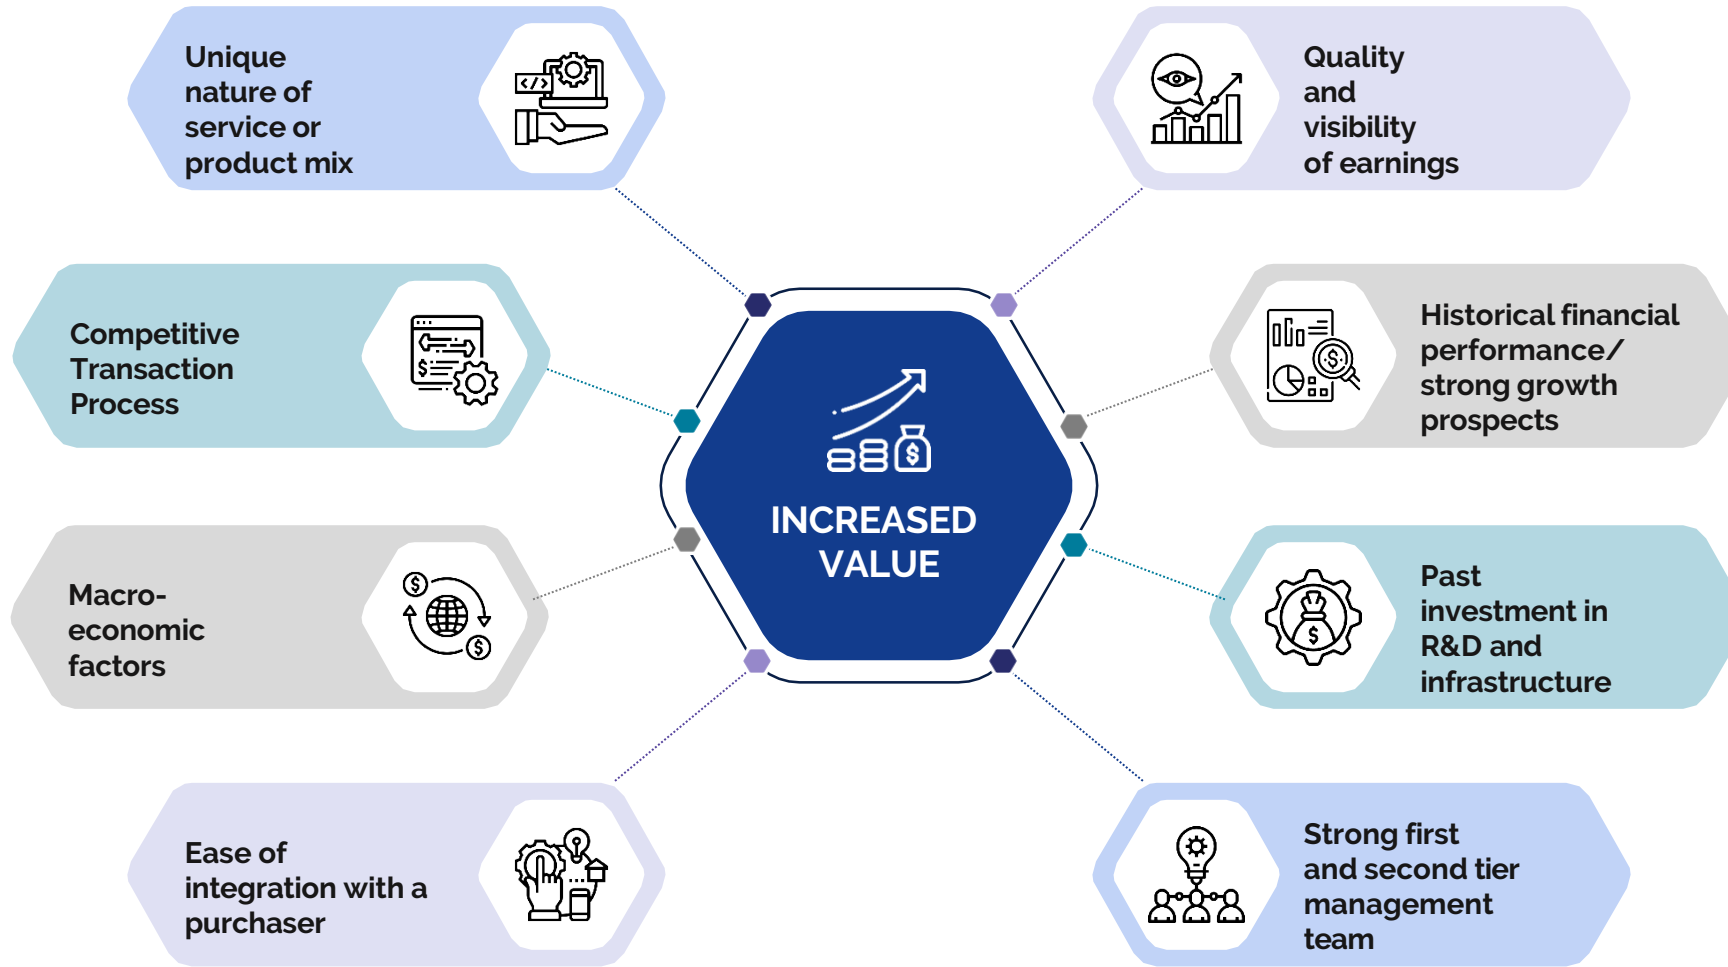 Unique
nature of
service or
product mix
Quality
and
visibility
of earnings
Competitive
Transaction
Process
Historical financial
performance/
strong growth
prospects
INCREASED
VALUE
Macro-
economic
factors
Past
investment in
R&D and
infrastructure
Ease of
integration with a
purchaser
Strong first
and second tier
management
team